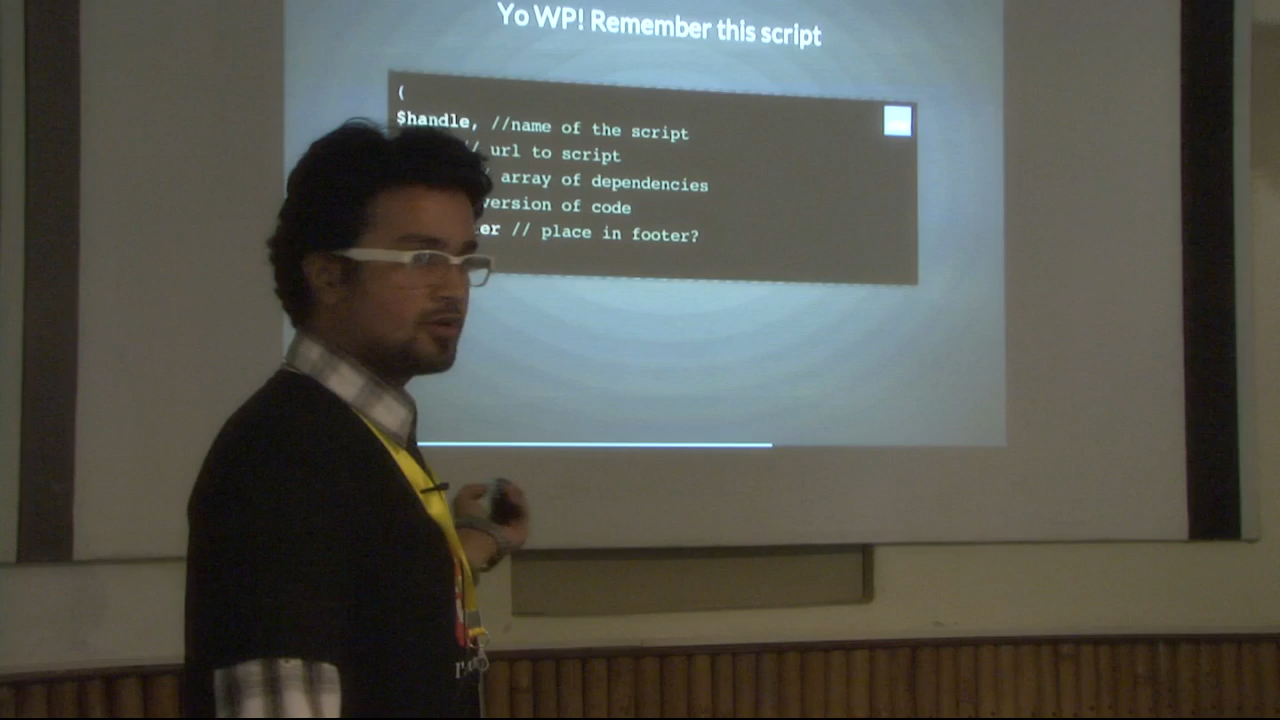 Yo WP! Remember this script
(
$handle, //name of the script
/ url to script
array of dependencies
version of code
er // place in footer?